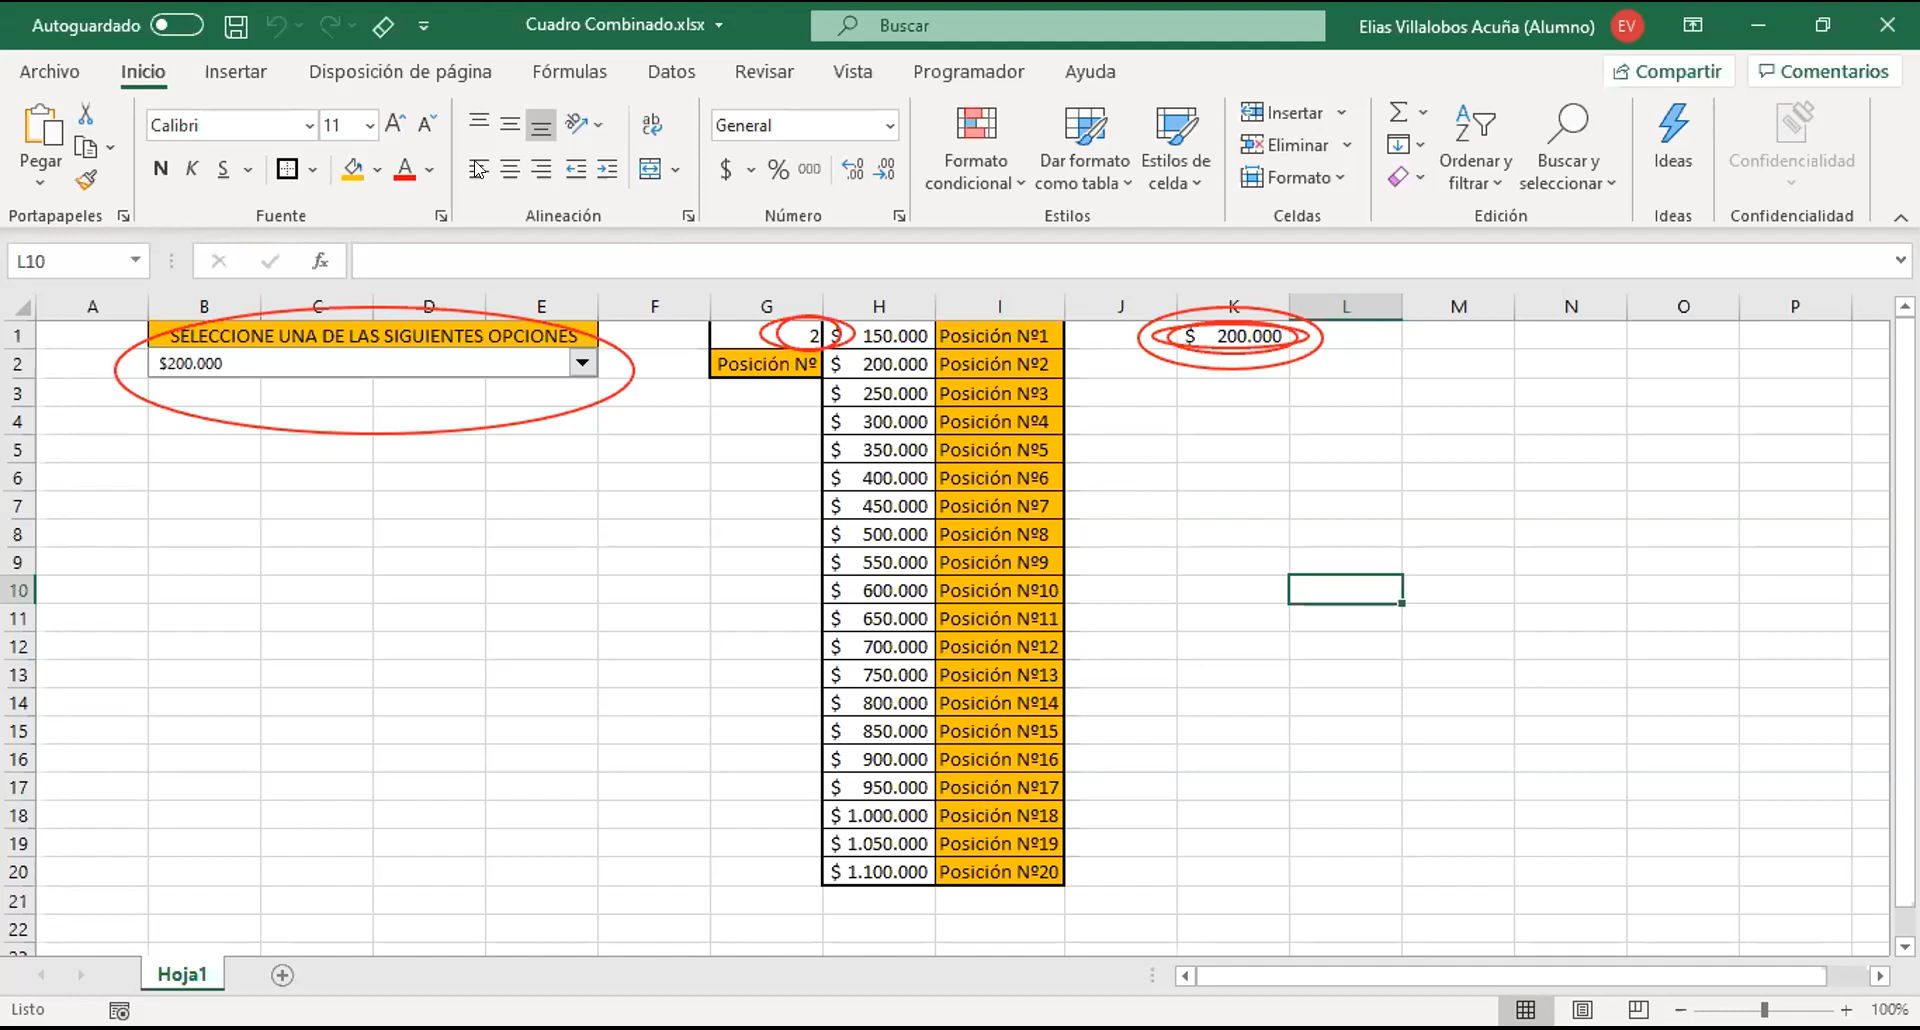 Autoguardado
Cuadro Combinado.xlsx
Buscar
Elias Villalobos Acuña (Alumno)
EV
Archivo Inicio Insertar Disposición de página Fórmulas Datos Revisar Vista Programador Ayuda
Compartir Comentarios
Pegar
Portapapeles
Calibri 11
N K S
Fuente
Alineación
General
$ % 000
Número
Formato condicional
Dar formato como tabla
Estilos de celda
Estilos
Insertar
Eliminar
Formato
Celdas
Ordenar y filtrar
Buscar y seleccionar
Edición
Ideas
Ideas
Confidencialidad
Confidencialidad
L10
fx
A B C D E F G H I J K L M N O P
1 SELECCIONE UNA DE LAS SIGUIENTES OPCIONES 2 $ 150.000 Posición Nº1 $ 200.000
2 $200.000 Posición Nº $ 200.000 Posición Nº2
3 $ 250.000 Posición Nº3
4 $ 300.000 Posición Nº4
5 $ 350.000 Posición Nº5
6 $ 400.000 Posición Nº6
7 $ 450.000 Posición Nº7
8 $ 500.000 Posición Nº8
9 $ 550.000 Posición Nº9
10 $ 600.000 Posición Nº10
11 $ 650.000 Posición Nº11
12 $ 700.000 Posición Nº12
13 $ 750.000 Posición Nº13
14 $ 800.000 Posición Nº14
15 $ 850.000 Posición Nº15
16 $ 900.000 Posición Nº16
17 $ 950.000 Posición Nº17
18 $ 1.000.000 Posición Nº18
19 $ 1.050.000 Posición Nº19
20 $ 1.100.000 Posición Nº20
21
22
Hoja1
Listo
100%